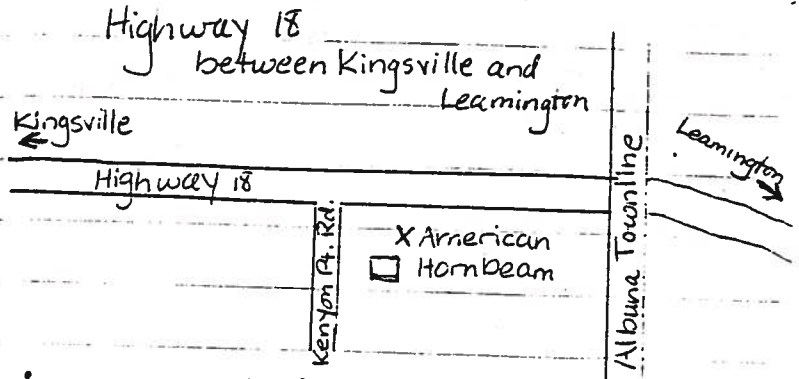 Highway 18
between Kingsville and
Leamington
Kingsville
Leamington
Highway 18
Kenyon Pt. Rd.
X American
Hornbeam
Albuna Townline